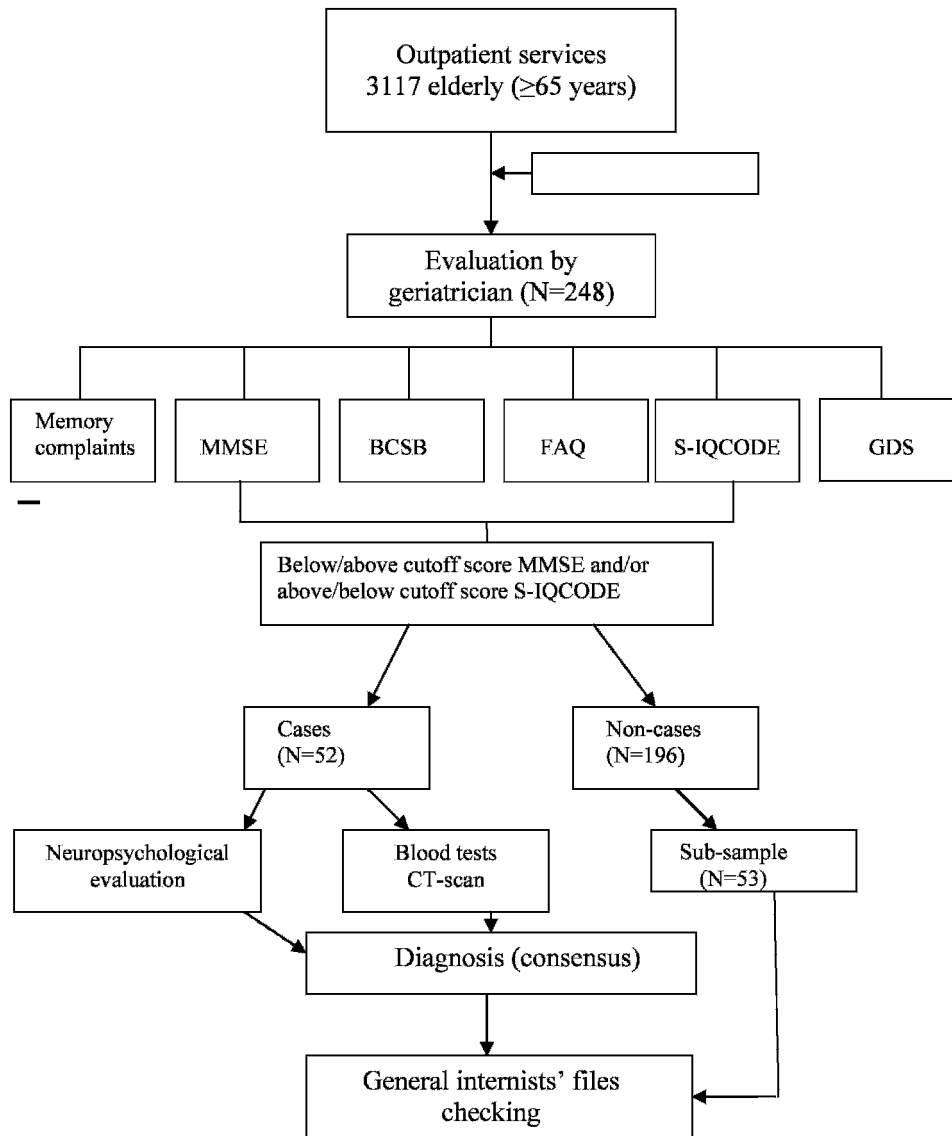 Outpatient services
3117 elderly (≥65 years)
Evaluation by
geriatrician (N=248)
Memory
complaints
MMSE
BCSB
FAQ
S-IQCODE
GDS
Below/above cutoff score MMSE and/or
above/below cutoff score S-IQCODE
Cases
(N=52)
Non-cases
(N=196)
Neuropsychological
evaluation
Blood tests
CT-scan
Sub-sample
(N=53)
Diagnosis (consensus)
General internists’ files
checking